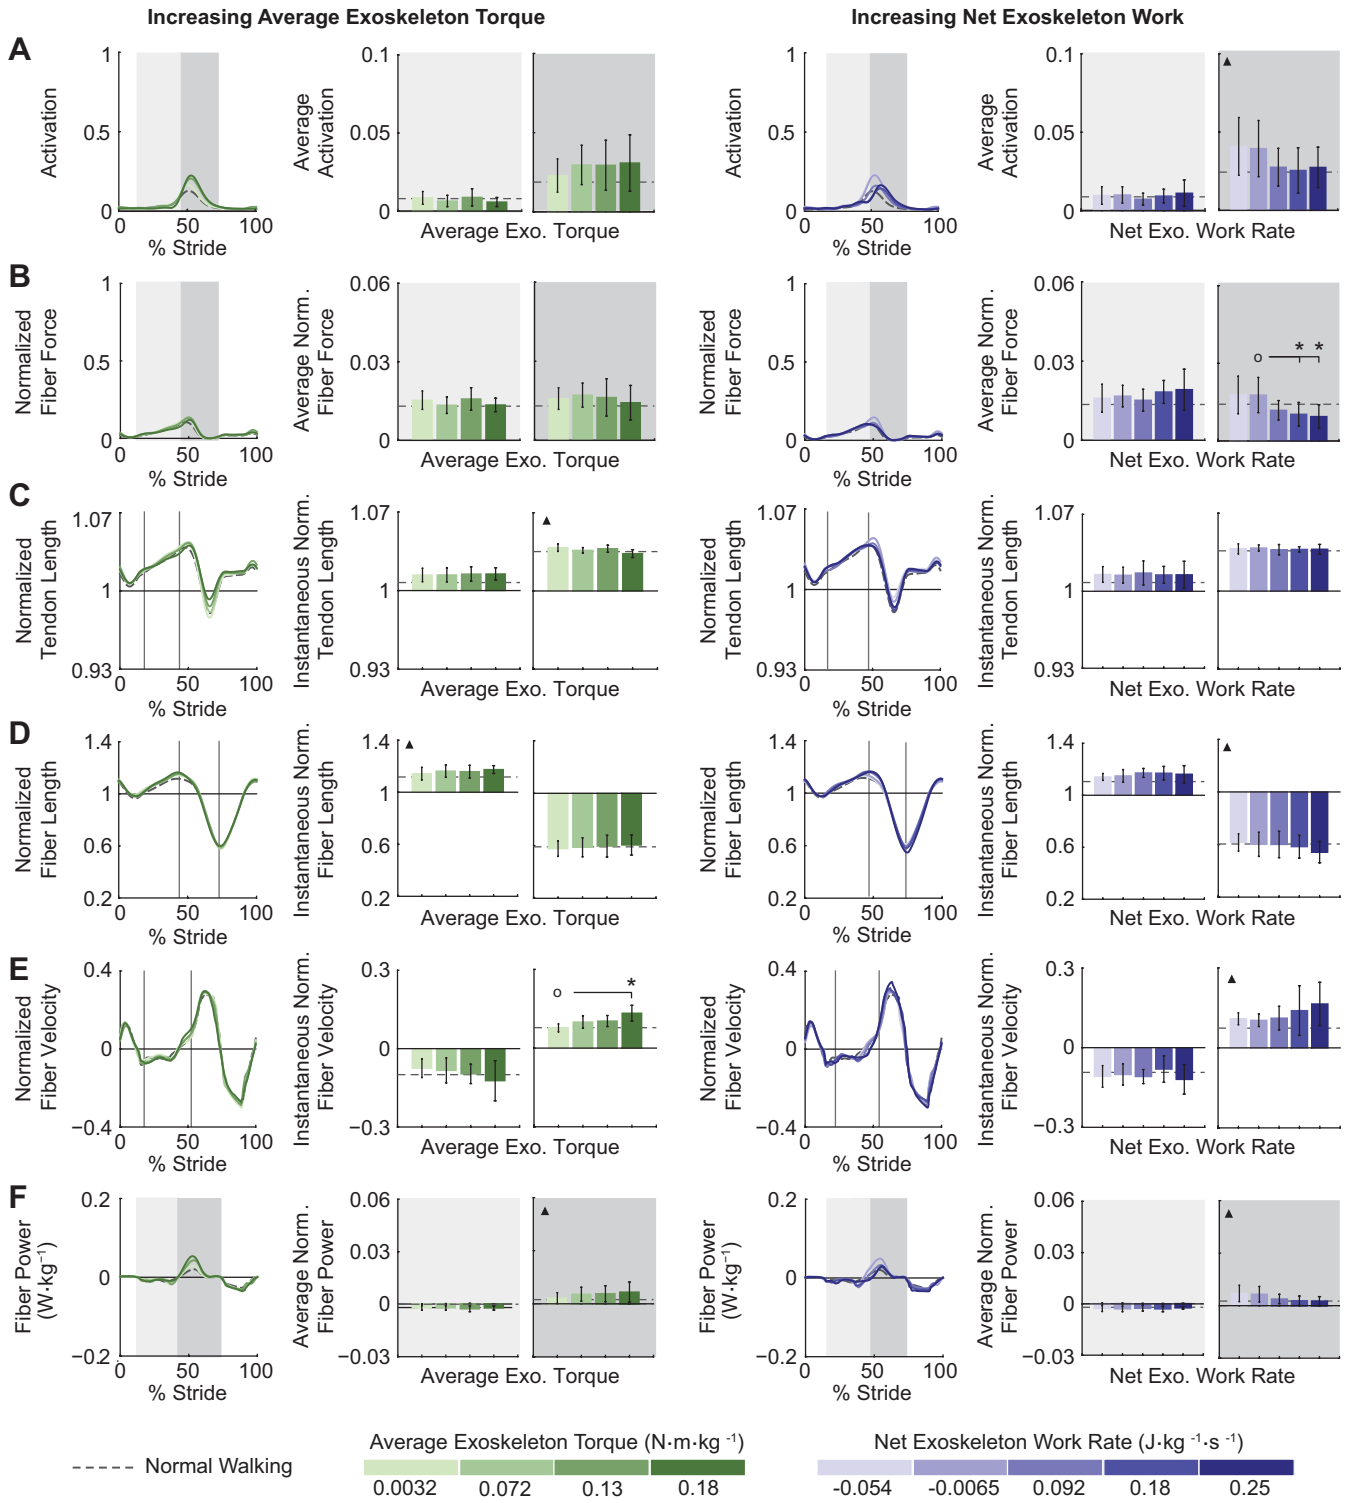 Increasing Average Exoskeleton Torque
Increasing Net Exoskeleton Work
A
Activation
1
0.5
0
0 50 100
% Stride
Average
Activation
0.1
0.05
0
Average Exo. Torque
Activation
1
0.5
0
0 50 100
% Stride
Average
Activation
0.1
0.05
0
▲
Net Exo. Work Rate
B
Normalized
Fiber Force
1
0.5
0
0 50 100
% Stride
Average Norm.
Fiber Force
0.06
0.03
0
Average Exo. Torque
Normalized
Fiber Force
1
0.5
0
0 50 100
% Stride
Average Norm.
Fiber Force
0.06
0.03
0
o * *
Net Exo. Work Rate
C
Normalized
Tendon Length
1.07
1
0.93
0 50 100
% Stride
Instantaneous Norm.
Tendon Length
1.07
1
0.93
▲
Average Exo. Torque
Normalized
Tendon Length
1.07
1
0.93
0 50 100
% Stride
Instantaneous Norm.
Tendon Length
1.07
1
0.93
Net Exo. Work Rate
D
Normalized
Fiber Length
1.4
1
0.6
0.2
0 50 100
% Stride
Instantaneous Norm.
Fiber Length
1.4
1
0.6
0.2
▲
Average Exo. Torque
Normalized
Fiber Length
1.4
1
0.6
0.2
0 50 100
% Stride
Instantaneous Norm.
Fiber Length
1.4
1
0.6
0.2
▲
Net Exo. Work Rate
E
Normalized
Fiber Velocity
0.4
0
−0.4
0 50 100
% Stride
Instantaneous Norm.
Fiber Velocity
0.3
0
−0.3
o *
Average Exo. Torque
Normalized
Fiber Velocity
0.4
0
−0.4
0 50 100
% Stride
Instantaneous Norm.
Fiber Velocity
0.3
0
−0.3
▲
Net Exo. Work Rate
F
Fiber Power
(W·kg⁻¹)
0.2
0
−0.2
0 50 100
% Stride
Average Norm.
Fiber Power
0.06
0.03
0
−0.03
▲
Average Exo. Torque
Fiber Power
(W·kg⁻¹)
0.2
0
−0.2
0 50 100
% Stride
Average Norm.
Fiber Power
0.06
0.03
0
−0.03
▲
Net Exo. Work Rate
Normal Walking
Average Exoskeleton Torque (N·m·kg ⁻¹)
0.0032 0.072 0.13 0.18
Net Exoskeleton Work Rate (J·kg ⁻¹·s ⁻¹)
-0.054 -0.0065 0.092 0.18 0.25